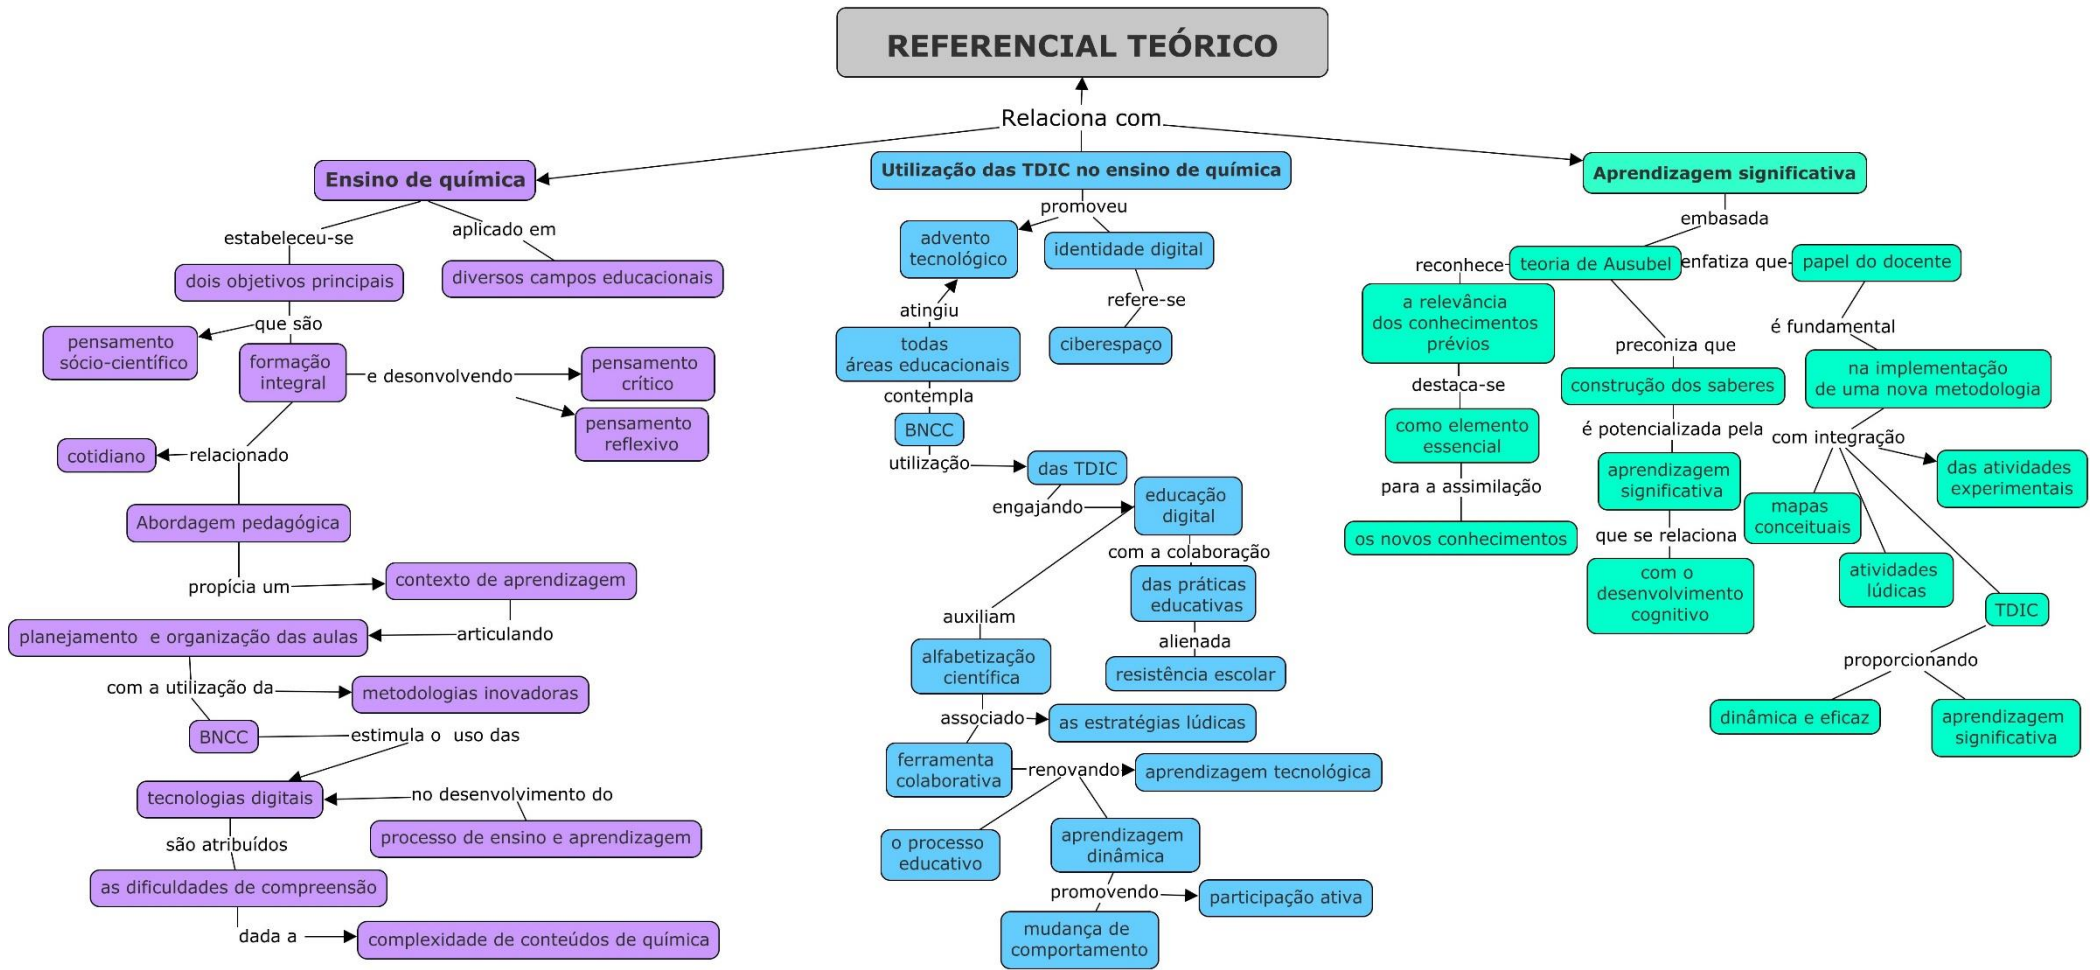 REFERENCIAL TEÓRICO
Relaciona com
Ensino de química
estabeleceu-se
aplicado em
dois objetivos principais
diversos campos educacionais
que são
pensamento
sócio-científico
formação
integral
e desonvolvendo
pensamento
crítico
pensamento
reflexivo
cotidiano
relacionado
Abordagem pedagógica
propícia um
contexto de aprendizagem
articulando
planejamento e organização das aulas
com a utilização da
metodologias inovadoras
BNCC
estimula o uso das
tecnologias digitais
no desenvolvimento do
processo de ensino e aprendizagem
são atribuídos
as dificuldades de compreensão
dada a
complexidade de conteúdos de química
Utilização das TDIC no ensino de química
promoveu
advento
tecnológico
identidade digital
refere-se
ciberespaço
atingiu
todas
áreas educacionais
contempla
BNCC
utilização
das TDIC
engajando
educação
digital
com a colaboração
das práticas
educativas
alienada
resistência escolar
auxiliam
alfabetização
científica
associado
as estratégias lúdicas
ferramenta
colaborativa
renovando
aprendizagem tecnológica
o processo
educativo
aprendizagem
dinâmica
promovendo
participação ativa
mudança de
comportamento
Aprendizagem significativa
embasada
teoria de Ausubel
reconhece
enfatiza que
papel do docente
a relevância
dos conhecimentos
prévios
destaca-se
como elemento
essencial
para a assimilação
os novos conhecimentos
preconiza que
construção dos saberes
é potencializada pela
aprendizagem
significativa
que se relaciona
com o
desenvolvimento
cognitivo
é fundamental
na implementação
de uma nova metodologia
com integração
das atividades
experimentais
mapas
conceituais
atividades
lúdicas
TDIC
proporcionando
dinâmica e eficaz
aprendizagem
significativa